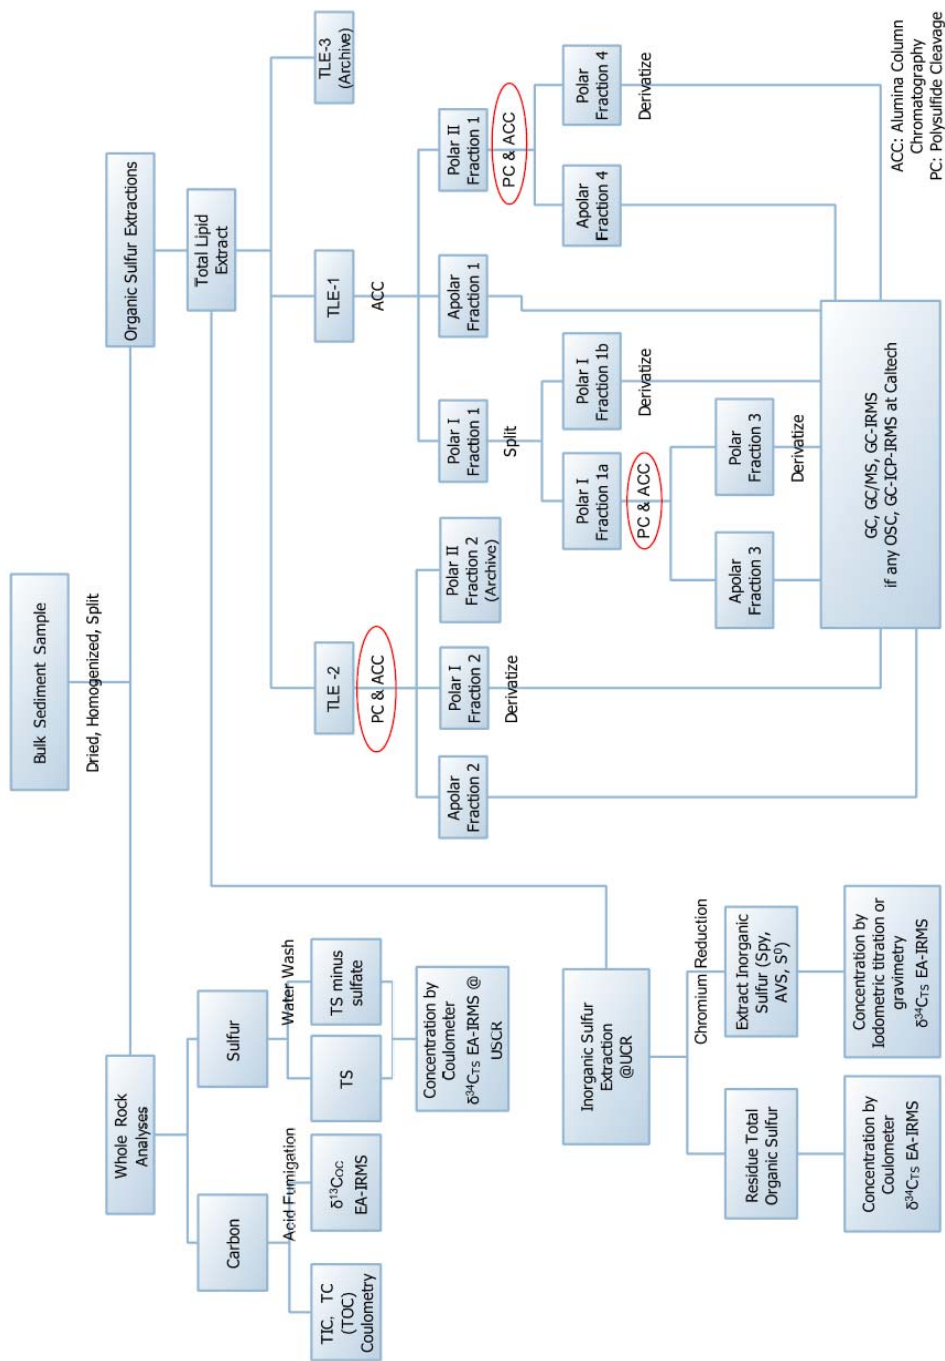 Bulk Sediment Sample
Dried, Homogenized, Split
Whole Rock
Analyses
Organic Sulfur Extractions
Carbon
Sulfur
Total Lipid
Extract
Acid Fumigation
Water Wash
TIC, TC
(TOC)
Coulometry
δ¹³Coc
EA-IRMS
TS
TS minus
sulfate
Concentration by
Coulometer
δ³⁴CTS EA-IRMS @
USCR
TLE -2
TLE-1
TLE-3
(Archive)
PC & ACC
ACC
Apolar
Fraction 2
Polar I
Fraction 2
Polar II
Fraction 2
(Archive)
Polar I
Fraction 1
Apolar
Fraction 1
Polar II
Fraction 1
Derivatize
Split
PC & ACC
Polar I
Fraction 1a
Polar I
Fraction 1b
Apolar
Fraction 4
Polar
Fraction 4
PC & ACC
Derivatize
Derivatize
Apolar
Fraction 3
Polar
Fraction 3
Derivatize
Inorganic Sulfur
Extraction
@UCR
Chromium Reduction
Residue Total
Organic Sulfur
Extract Inorganic
Sulfur (Spy,
AVS, S⁰)
Concentration by
Coulometer
δ³⁴CTS EA-IRMS
Concentration by
Iodometric titration or
gravimetry
δ³⁴CTS EA-IRMS
GC, GC/MS, GC-IRMS
if any OSC, GC-ICP-IRMS at Caltech
ACC: Alumina Column
Chromatography
PC: Polysulfide Cleavage